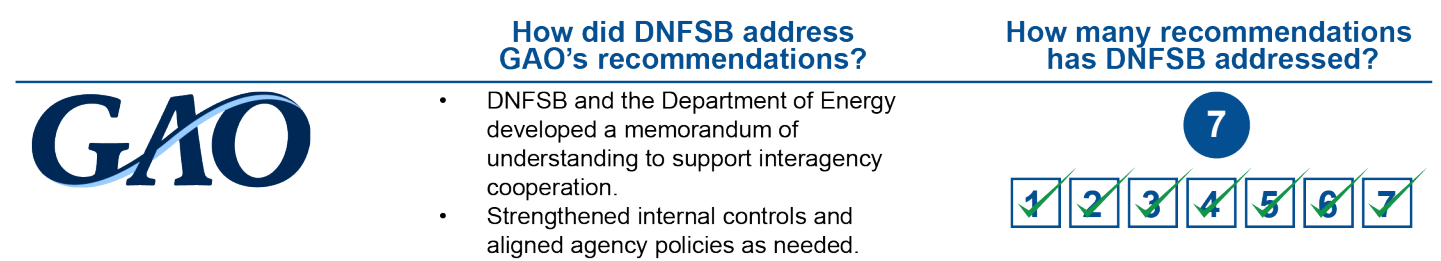 How did DNFSB address
GAO's recommendations?
How many recommendations
has DNFSB addressed?
GAO
• DNFSB and the Department of Energy
developed a memorandum of
understanding to support interagency
cooperation.
• Strengthened internal controls and
aligned agency policies as needed.
7
1 2 3 4 5 6 7